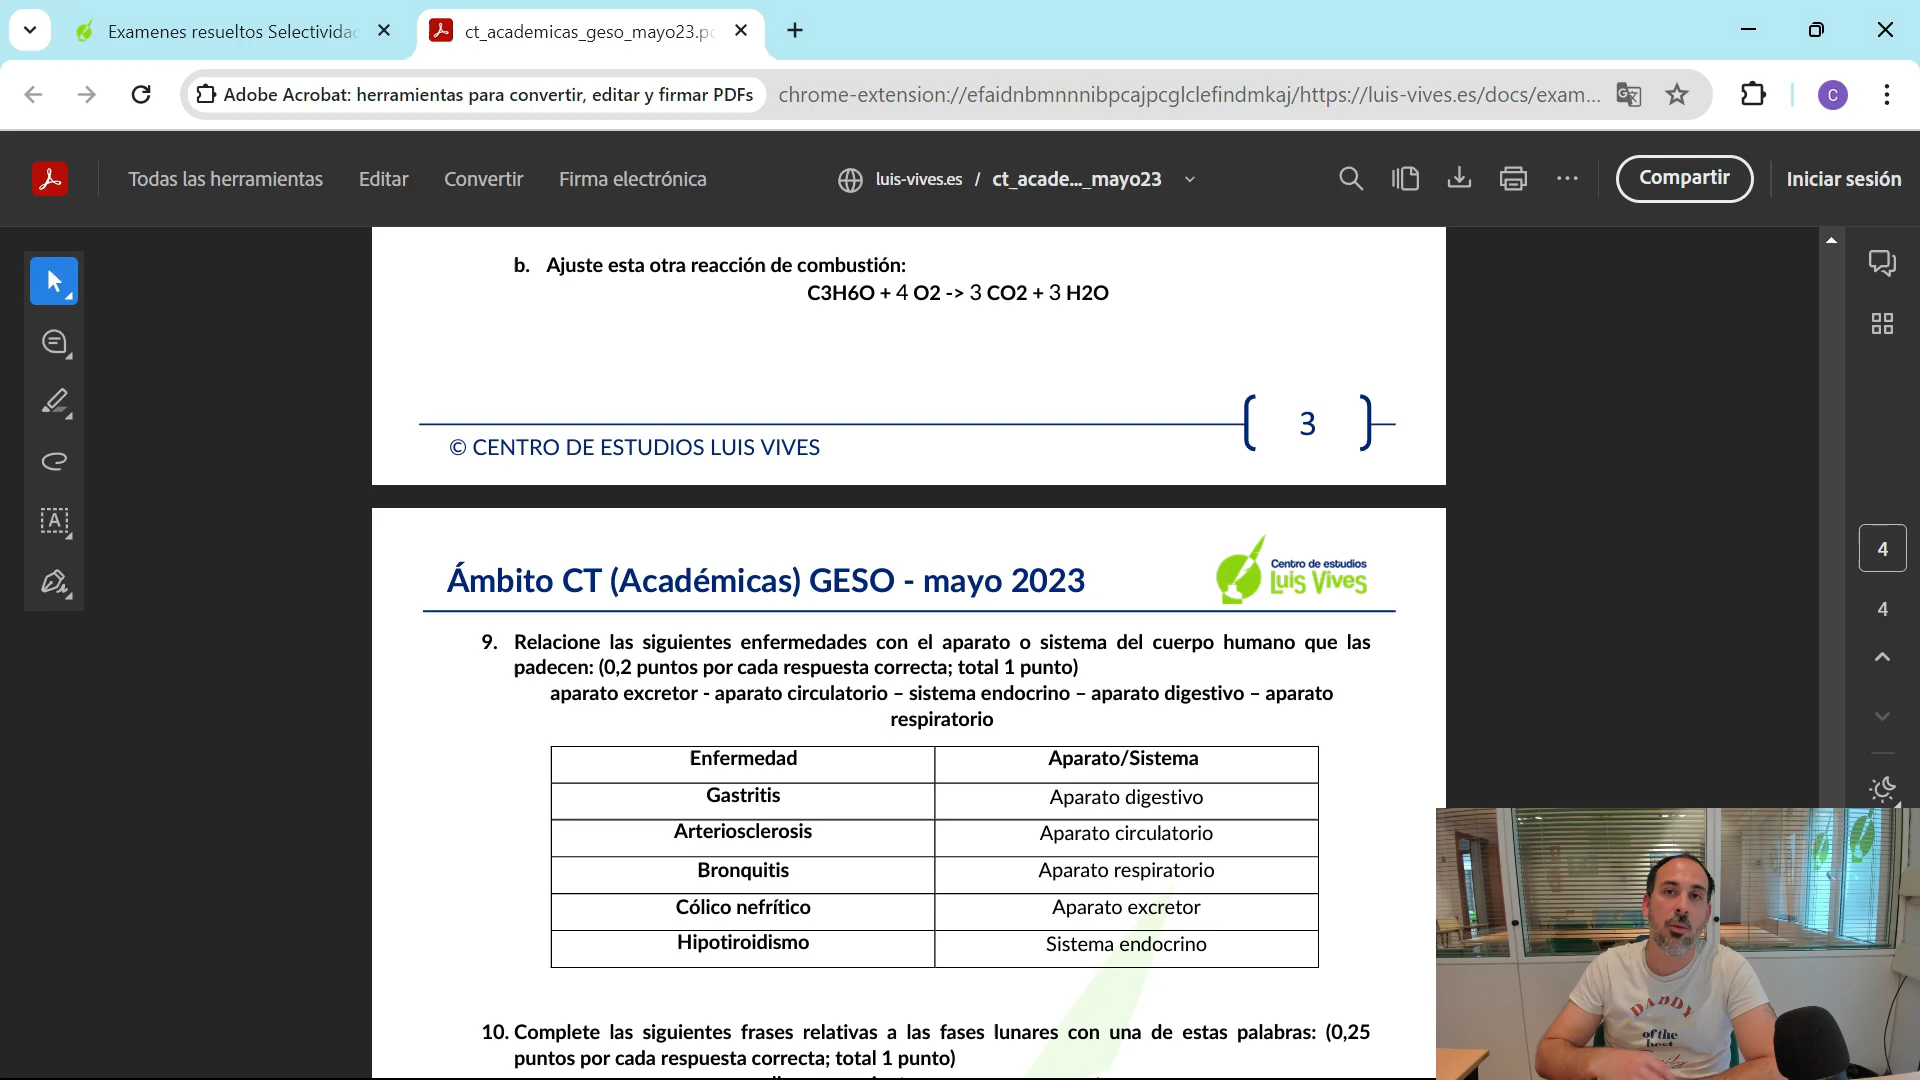 Examenes resueltos Selectividad
ct_academicas_geso_mayo23.pd
Adobe Acrobat: herramientas para convertir, editar y firmar PDFs
chrome-extension://efaidnbmnnnibpcajpcglclefindmkaj/https://luis-vives.es/docs/exam...
C
Todas las herramientas
Editar
Convertir
Firma electrónica
luis-vives.es / ct_acade..._mayo23
Compartir
Iniciar sesión
b. Ajuste esta otra reacción de combustión:
C3H6O + 4 O2 -> 3 CO2 + 3 H2O
3
© CENTRO DE ESTUDIOS LUIS VIVES
Ámbito CT (Académicas) GESO - mayo 2023
Centro de estudios
Luis Vives
4
4
9. Relacione las siguientes enfermedades con el aparato o sistema del cuerpo humano que las
padecen: (0,2 puntos por cada respuesta correcta; total 1 punto)
aparato excretor - aparato circulatorio – sistema endocrino – aparato digestivo – aparato
respiratorio
Enfermedad Aparato/Sistema
Gastritis Aparato digestivo
Arteriosclerosis Aparato circulatorio
Bronquitis Aparato respiratorio
Cólico nefrítico Aparato excretor
Hipotiroidismo Sistema endocrino
10. Complete las siguientes frases relativas a las fases lunares con una de estas palabras: (0,25
puntos por cada respuesta correcta; total 1 punto)
DADDY
of the
best